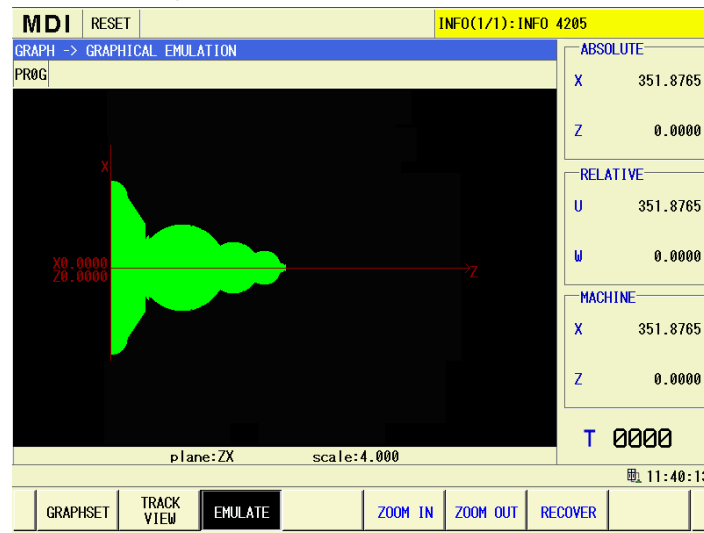 MDI RESET INFO(1/1): INFO 4205
GRAPH -> GRAPHICAL EMULATION
PROG
X
X0.0000
Z0.0000
Z
plane:ZX scale:4.000
ABSOLUTE
X 351.8765
Z 0.0000
RELATIVE
U 351.8765
W 0.0000
MACHINE
X 351.8765
Z 0.0000
T 0000
11:40:1
GRAPHSET TRACK VIEW EMULATE ZOOM IN ZOOM OUT RECOVER